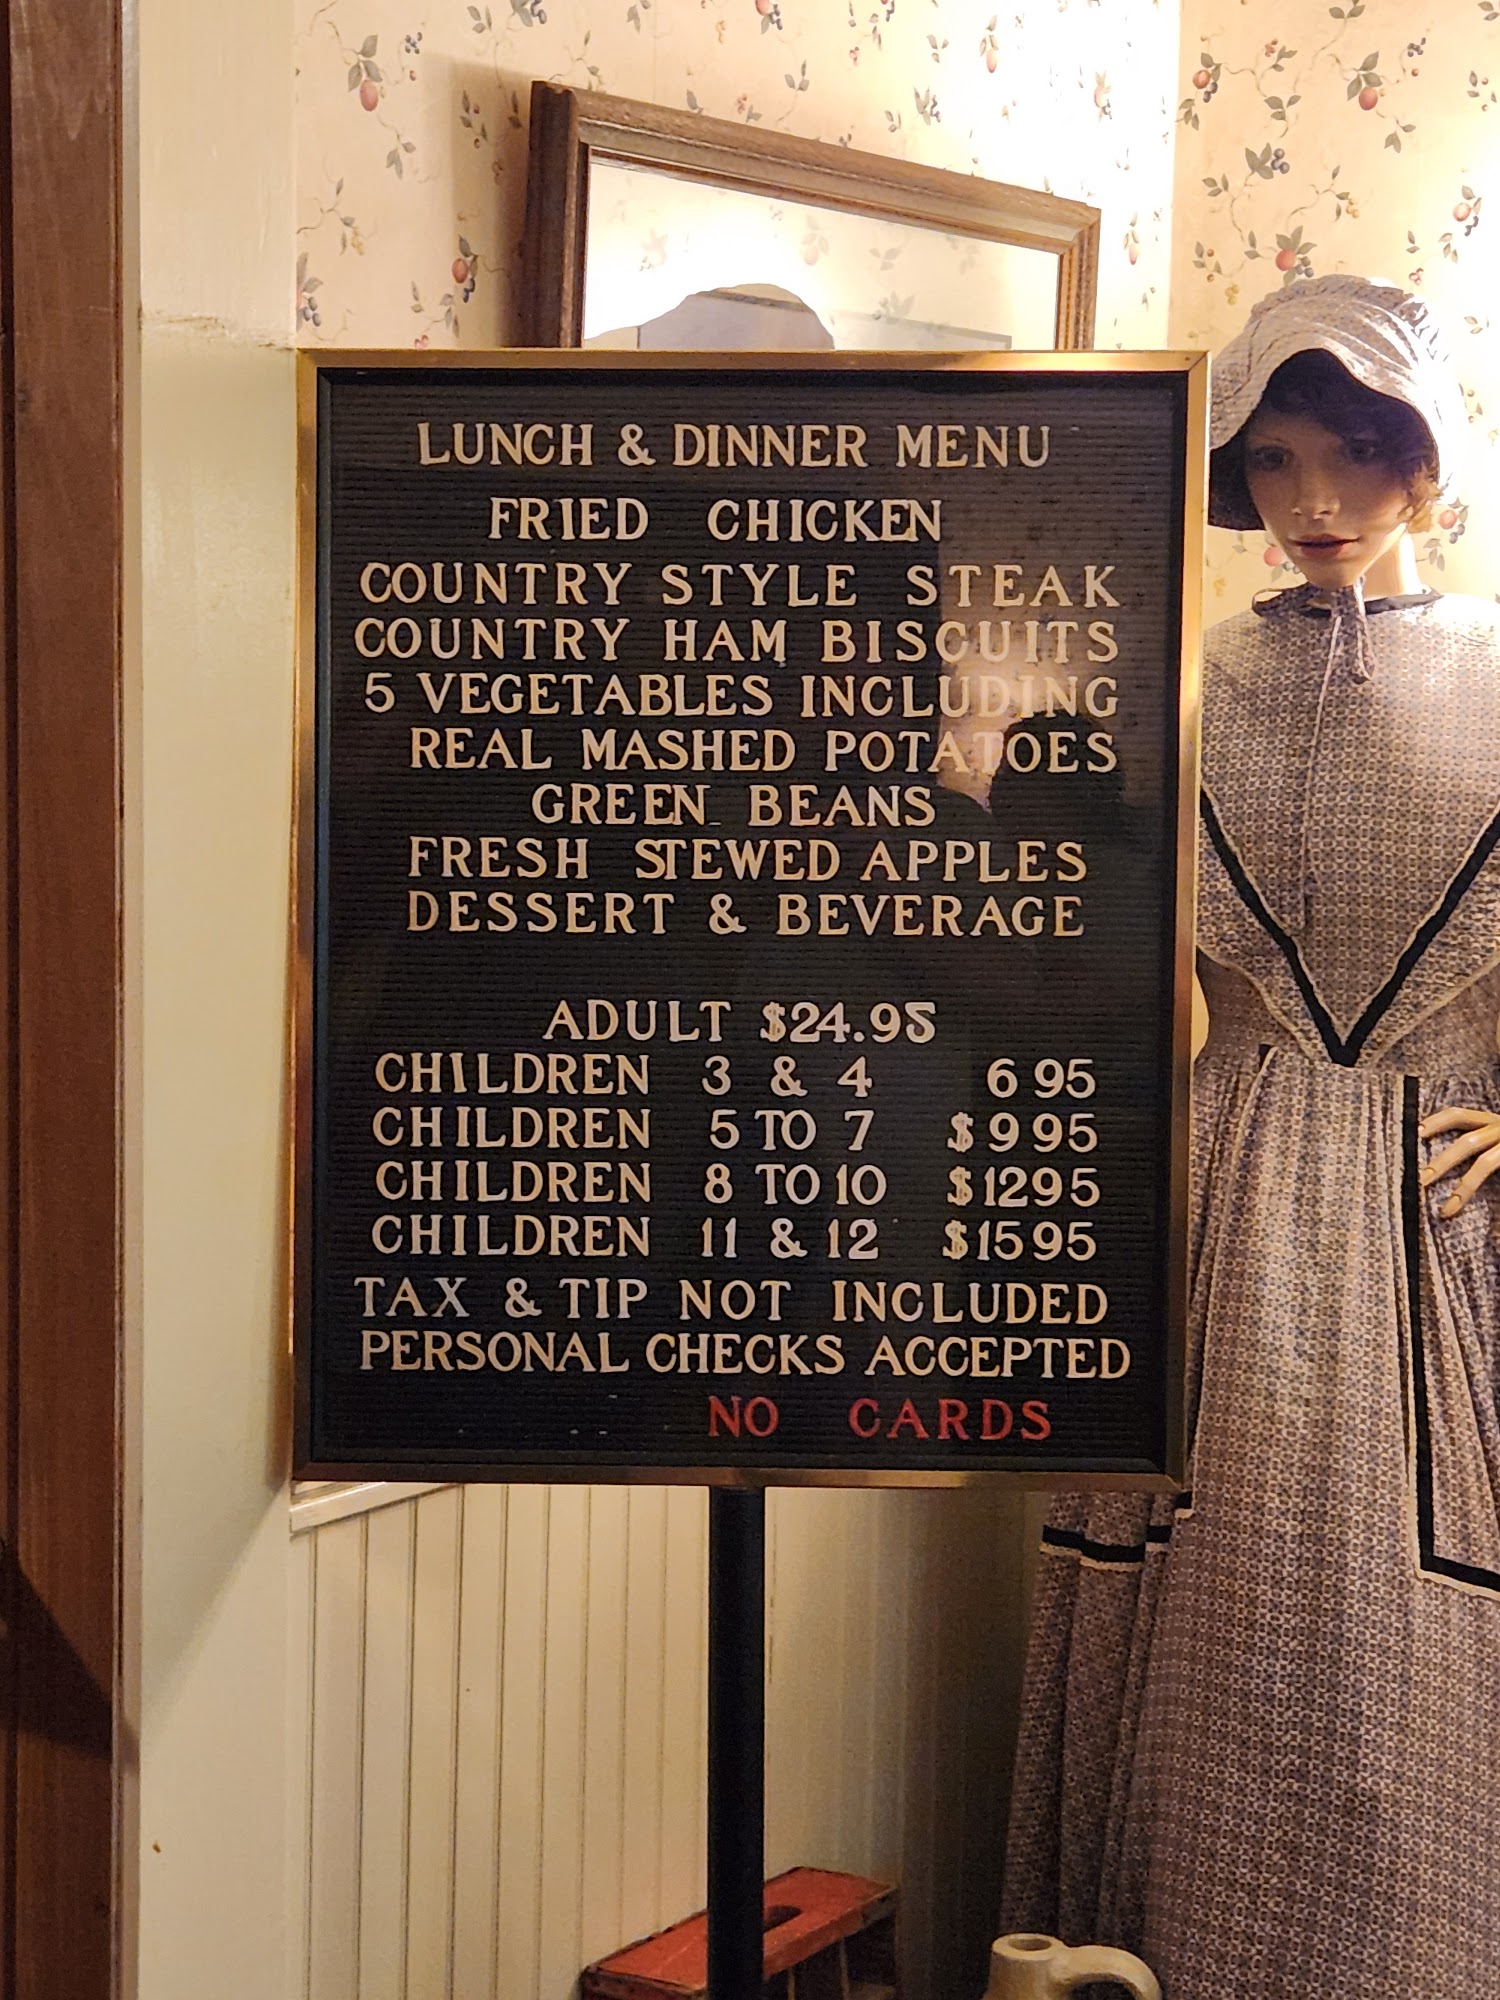 LUNCH & DINNER MENU
FRIED CHICKEN
COUNTRY STYLE STEAK
COUNTRY HAM BISCUITS
5 VEGETABLES INCLUDING
REAL MASHED POTATOES
GREEN BEANS
FRESH STEWED APPLES
DESSERT & BEVERAGE
ADULT $24.95
CHILDREN 3 & 4 6 95
CHILDREN 5 TO 7 $ 9 95
CHILDREN 8 TO 10 $ 12 95
CHILDREN 11 & 12 $ 15 95
TAX & TIP NOT INCLUDED
PERSONAL CHECKS ACCEPTED
NO CARDS